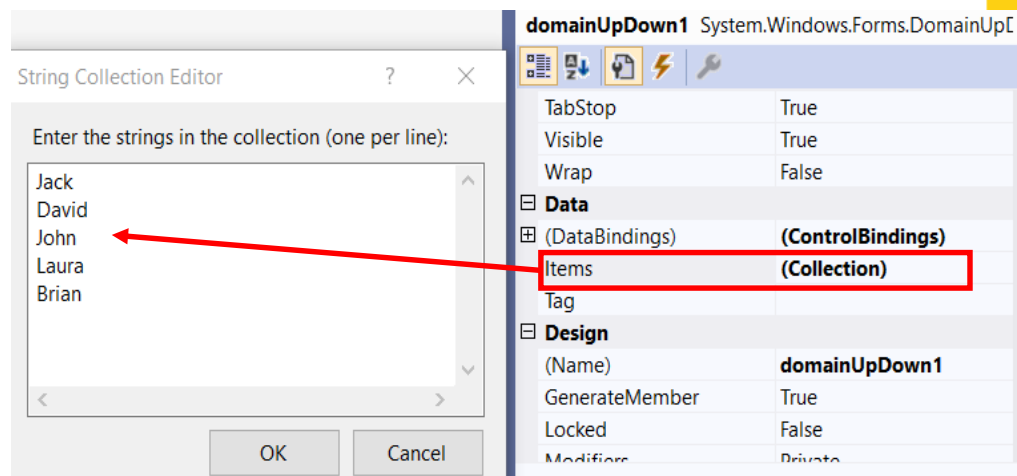 String Collection Editor ? ×
Enter the strings in the collection (one per line):
Jack
David
John
Laura
Brian
OK Cancel
domainUpDown1 System.Windows.Forms.DomainUpD
TabStop True
Visible True
Wrap False
Data
(DataBindings) (ControlBindings)
Items (Collection)
Tag
Design
(Name) domainUpDown1
GenerateMember True
Locked False
Modifiers Private